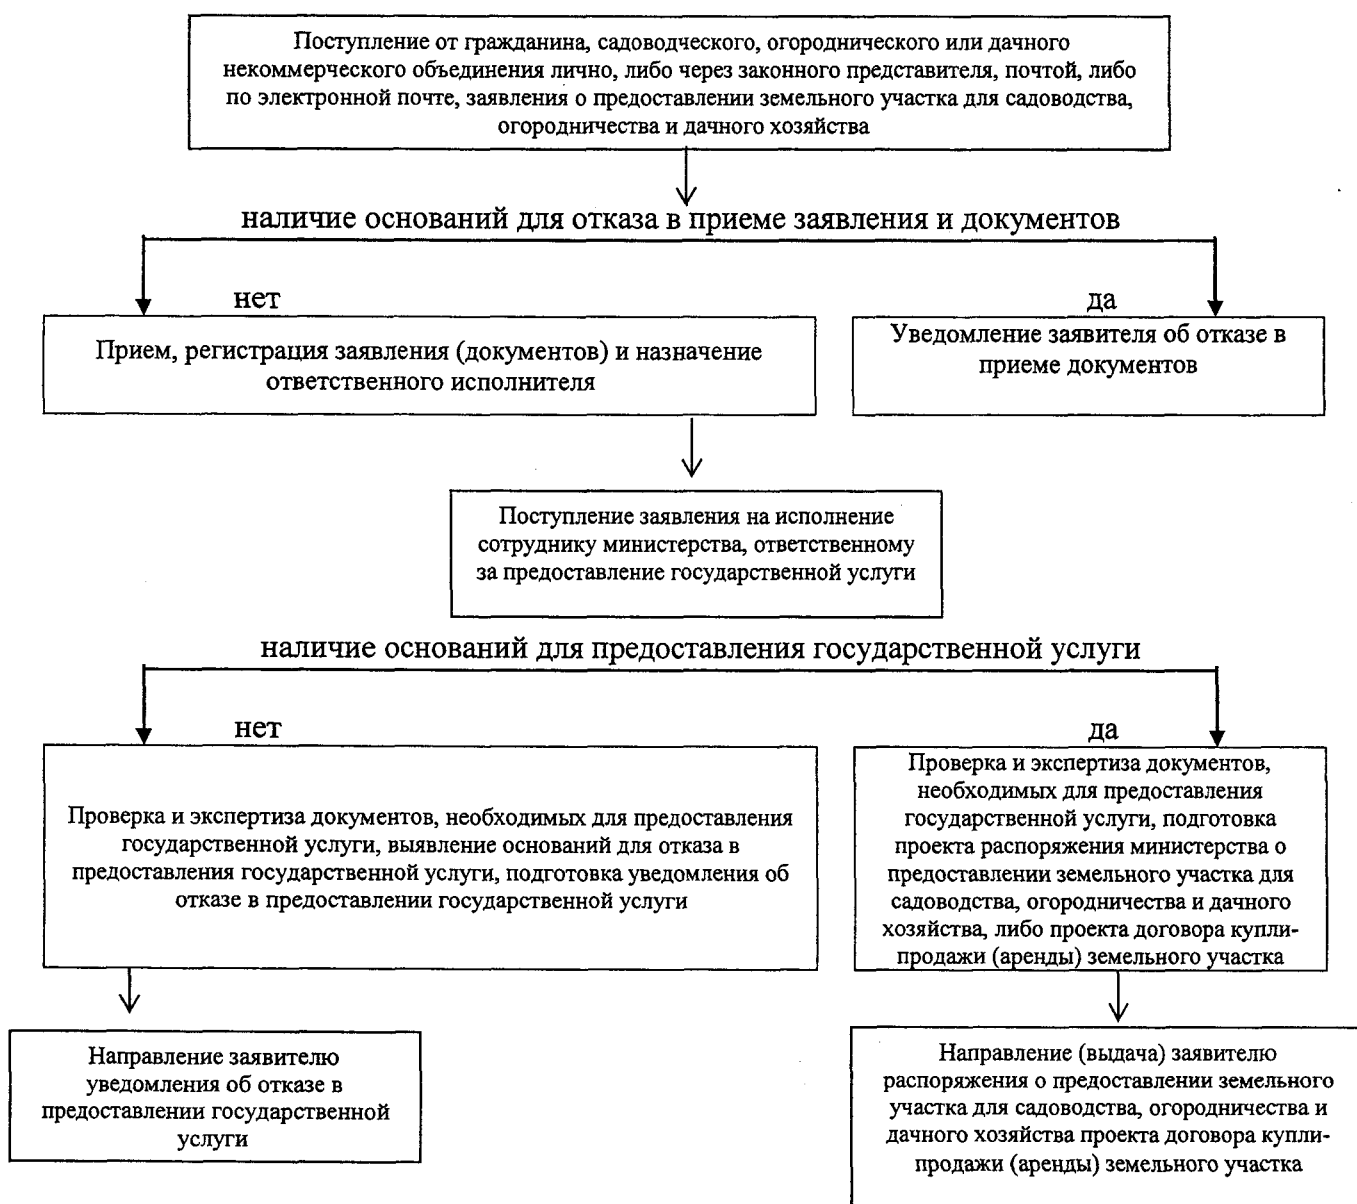 Поступление от гражданина, садоводческого, огороднического или дачного
некоммерческого объединения лично, либо через законного представителя, почтой, либо
по электронной почте, заявления о предоставлении земельного участка для садоводства,
огородничества и дачного хозяйства
наличие оснований для отказа в приеме заявления и документов
нет
да
Прием, регистрация заявления (документов) и назначение
ответственного исполнителя
Уведомление заявителя об отказе в
приеме документов
Поступление заявления на исполнение
сотруднику министерства, ответственному
за предоставление государственной услуги
наличие оснований для предоставления государственной услуги
нет
да
Проверка и экспертиза документов, необходимых для предоставления
государственной услуги, выявление оснований для отказа в
предоставления государственной услуги, подготовка уведомления об
отказе в предоставлении государственной услуги
Проверка и экспертиза документов,
необходимых для предоставления
государственной услуги, подготовка
проекта распоряжения министерства о
предоставлении земельного участка для
садоводства, огородничества и дачного
хозяйства, либо проекта договора купли-
продажи (аренды) земельного участка
Направление заявителю
уведомления об отказе в
предоставлении государственной
услуги
Направление (выдача) заявителю
распоряжения о предоставлении земельного
участка для садоводства, огородничества и
дачного хозяйства проекта договора купли-
продажи (аренды) земельного участка